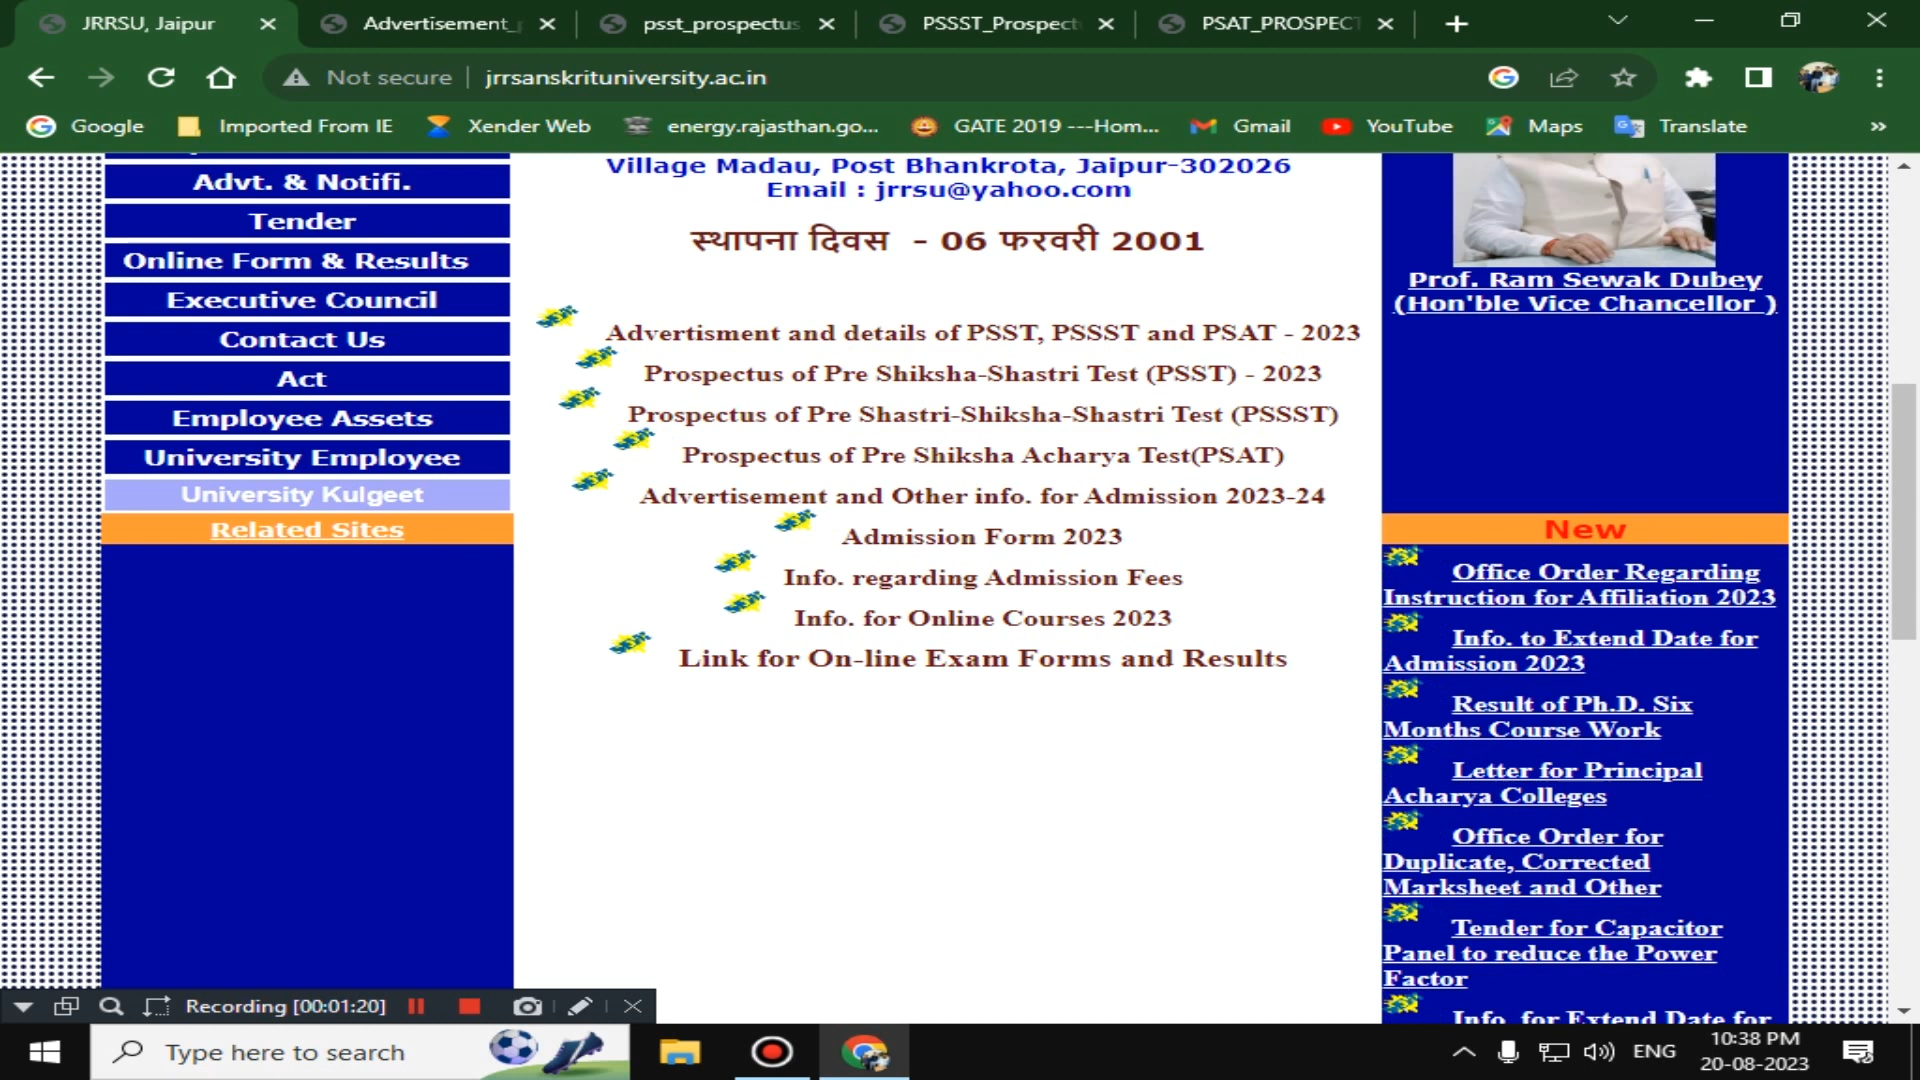 JRRSU, Jaipur
Advertisement_
psst_prospectus
PSSST_Prospect
PSAT_PROSPECT
Not secure
jrrsanskrituniversity.ac.in
Google
Imported From IE
Xender Web
energy.rajasthan.go...
GATE 2019 ---Hom...
Gmail
YouTube
Maps
Translate
»
Advt. & Notifi.
Tender
Online Form & Results
Executive Council
Contact Us
Act
Employee Assets
University Employee
University Kulgeet
Related Sites
Village Madau, Post Bhankrota, Jaipur-302026
Email : jrrsu@yahoo.com
स्थापना दिवस - 06 फरवरी 2001
Advertisment and details of PSST, PSSST and PSAT - 2023
Prospectus of Pre Shiksha-Shastri Test (PSST) - 2023
Prospectus of Pre Shastri-Shiksha-Shastri Test (PSSST)
Prospectus of Pre Shiksha Acharya Test(PSAT)
Advertisement and Other info. for Admission 2023-24
Admission Form 2023
Info. regarding Admission Fees
Info. for Online Courses 2023
Link for On-line Exam Forms and Results
Prof. Ram Sewak Dubey
(Hon'ble Vice Chancellor )
New
Office Order Regarding
Instruction for Affiliation 2023
Info. to Extend Date for
Admission 2023
Result of Ph.D. Six
Months Course Work
Letter for Principal
Acharya Colleges
Office Order for
Duplicate, Corrected
Marksheet and Other
Tender for Capacitor
Panel to reduce the Power
Factor
Info. for Extend Date for
Recording [00:01:20]
Type here to search
ENG
10:38 PM
20-08-2023